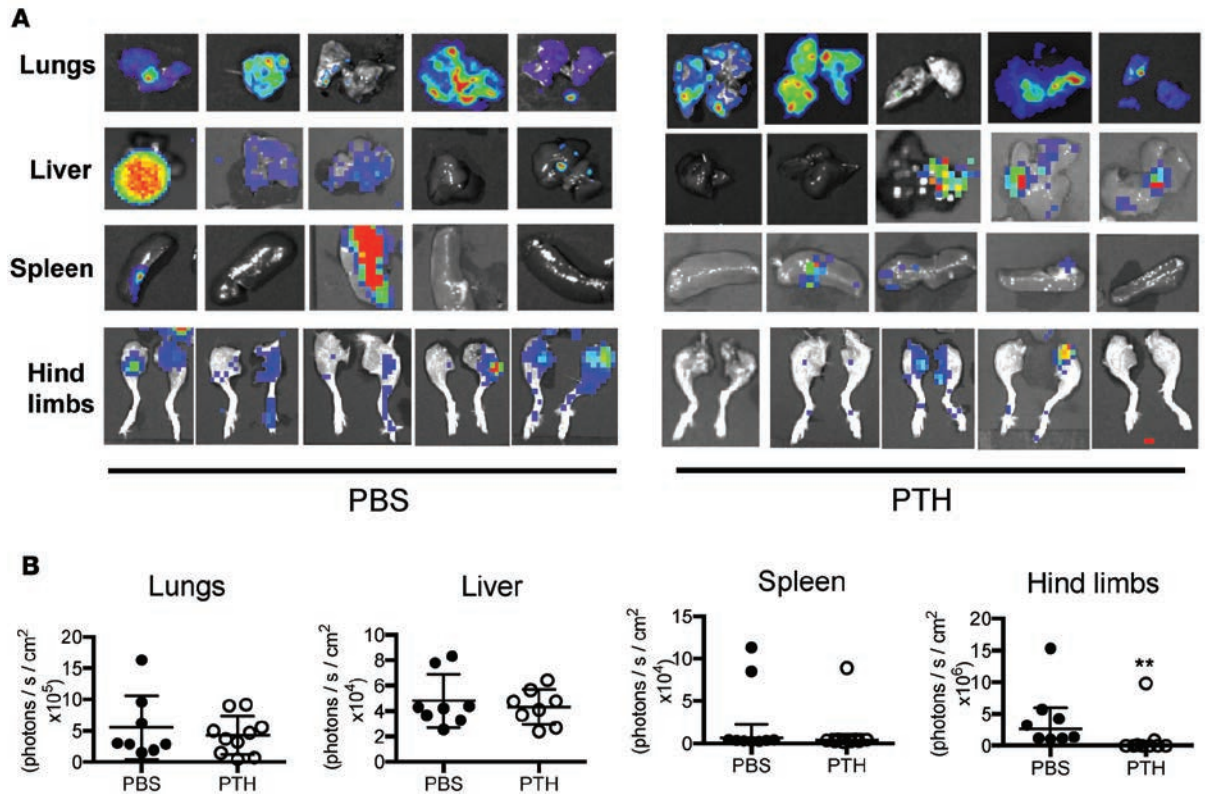 A
Lungs
Liver
Spleen
Hind
limbs
PBS
PTH
B
Lungs
(photons / s / cm²
x10⁵)
20
15
10
5
0
PBS
PTH
Liver
(photons / s / cm²
x10⁴)
10
8
6
4
2
0
PBS
PTH
Spleen
(photons / s / cm²
x10⁴)
15
10
5
0
PBS
PTH
Hind limbs
(photons / s / cm²
x10⁶)
20
15
10
5
0
**
PBS
PTH